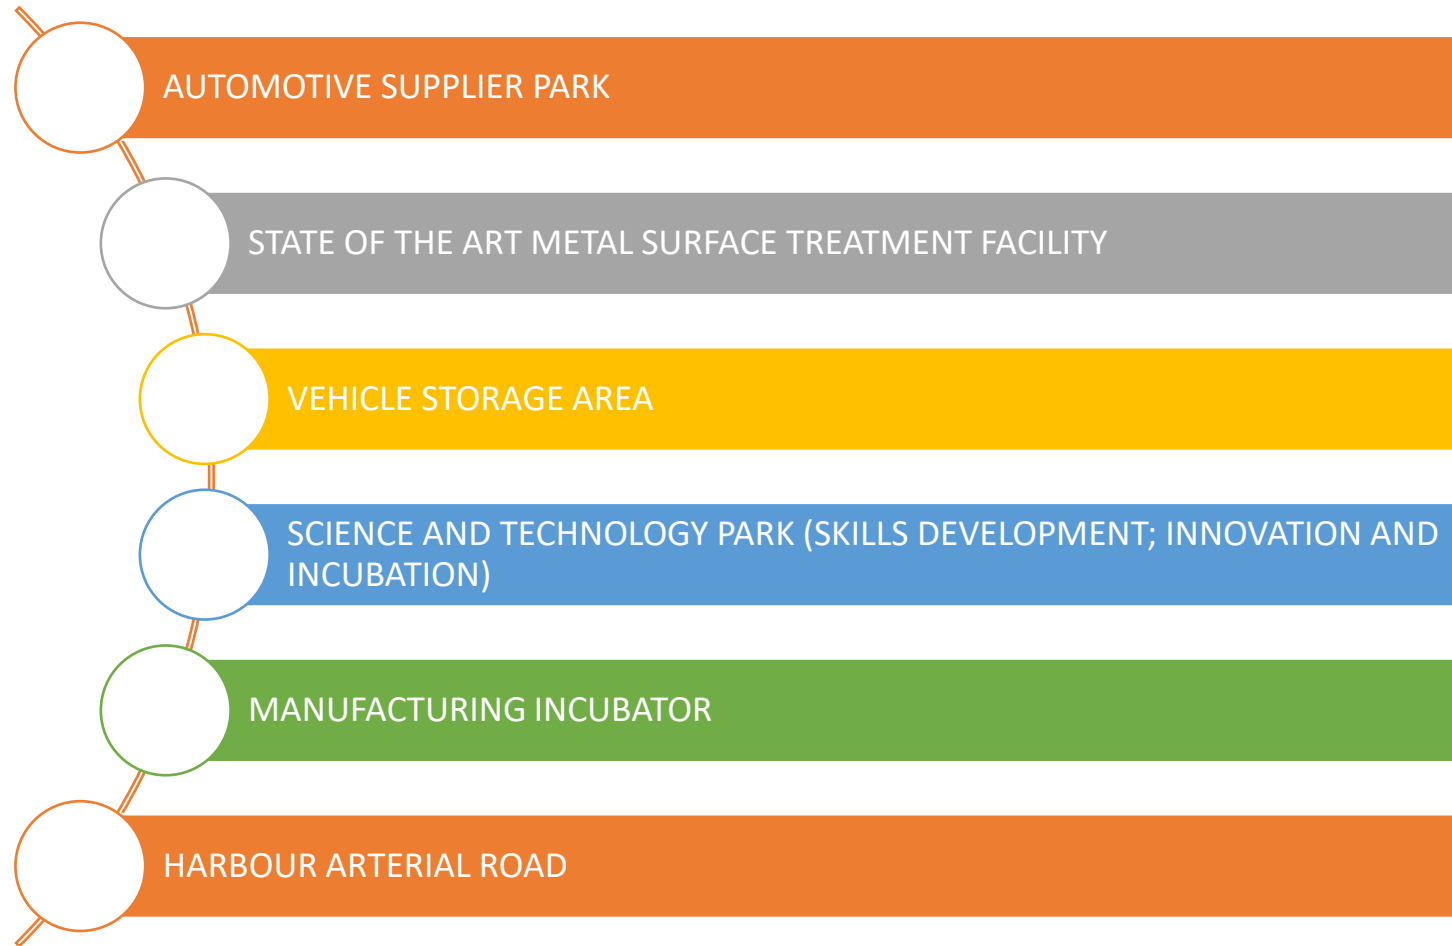 AUTOMOTIVE SUPPLIER PARK
STATE OF THE ART METAL SURFACE TREATMENT FACILITY
VEHICLE STORAGE AREA
SCIENCE AND TECHNOLOGY PARK (SKILLS DEVELOPMENT; INNOVATION AND
INCUBATION)
MANUFACTURING INCUBATOR
HARBOUR ARTERIAL ROAD